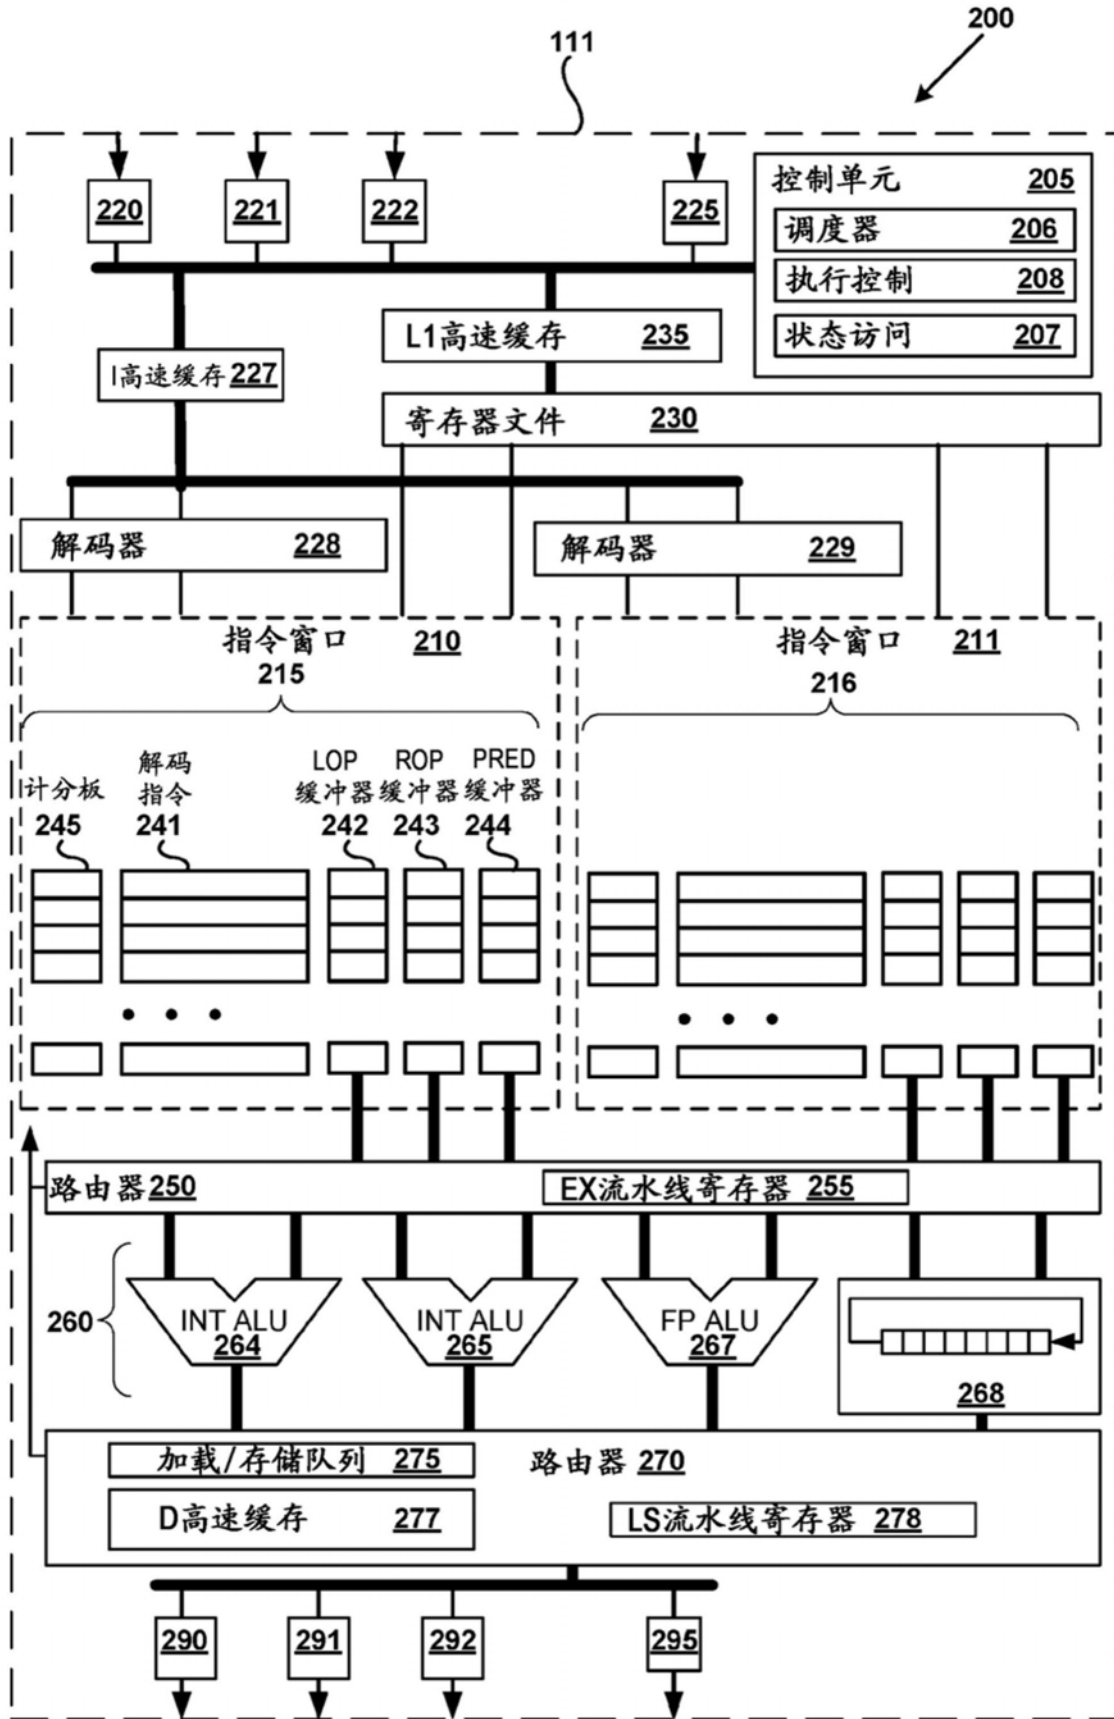 200
111
220
221
222
225
控制单元 205
调度器 206
执行控制 208
状态访问 207
L1高速缓存 235
I高速缓存 227
寄存器文件 230
解码器 228
解码器 229
指令窗口 210
215
指令窗口 211
216
计分板
245
解码
指令
241
LOP
缓冲器
242
ROP
缓冲器
243
PRED
缓冲器
244
路由器 250
EX流水线寄存器 255
260
INT ALU
264
INT ALU
265
FP ALU
267
268
加载/存储队列 275
路由器 270
D高速缓存 277
LS流水线寄存器 278
290
291
292
295